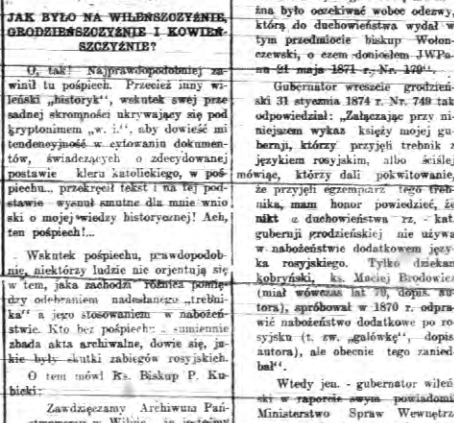 JAK BYŁO NA WILEŃSZCZYŹNIE,
GRODZIEŃSZCZYŹNIE I KOWIEŃ-
SZCZYŹNIE?
O, tak! Najprawdopodobniej za-
winił tu pośpiech. Przecież inny wi-
leński „historyk”, wskutek swej prze
sadnej skromności ukrywający się pod
kryptonimem „w. i.”, aby dowieść mi
tendencyjność w cytowaniu dokumen-
tów, świadczących o zdecydowanej
postawie kleru katolickiego, w poś-
piechu... przekręcił tekst i na tej pod-
stawie wysnuł smutne dla mnie wnio
ski o mojej wiedzy historycznej! Ach,
ten pośpiech!...
Wskutek pośpiechu, prawdopodob-
nie, niektórzy ludzie nie orjentują się
w tem, jaka zachodzi różnica pomię-
dzy odebraniem nadesłanego „trebni-
ka” a jego stosowaniem w nabożeń-
stwie. Kto bez pośpiechu sumiennie
zbada akta archiwalne, dowie się, ja-
kie były skutki zabiegów rosyjskich.
O tem mówi Ks. Biskup P. Ku-
bicki:
Zawdzięczamy Archiwum Pań-
żna było oczekiwać wobec odezwy,
którą do duchowieństwa wydał w
tym przedmiocie biskup Wołon-
czewski, o czem doniosłem JWPa-
nu 21 maja 1871 r. Nr. 179”.
Gubernator wreszcie grodzień-
ski 31 stycznia 1874 r. Nr. 749 tak
odpowiedział: „Załączając przy ni-
niejszem wykaz księży mojej gu-
bernji, którzy przyjęli trebnik z
językiem rosyjskim, albo ściślej
mówiąc, którzy dali pokwitowanie,
że przyjęli egzemplarz tego treb-
nika, mam honor powiedzieć, że
nikt z duchowieństwa rz. - kat.
gubernji grodzieńskiej nie używa
w nabożeństwie dodatkowem języ-
ka rosyjskiego. Tylko dziekan
kobryński, ks. Maciej Brodowicz
(miał wówczas lat 70, dopis. au-
tora), spróbował w 1870 r. odpra-
wić nabożeństwo dodatkowe po ro-
syjsku (t. zw. „galówkę”, dopis
autora), ale obecnie tego zanied-
bał”.
Wtedy jen. - gubernator wileń
ski w raporcie swym powiadomi
Ministerstwo Spraw Wewnętrz